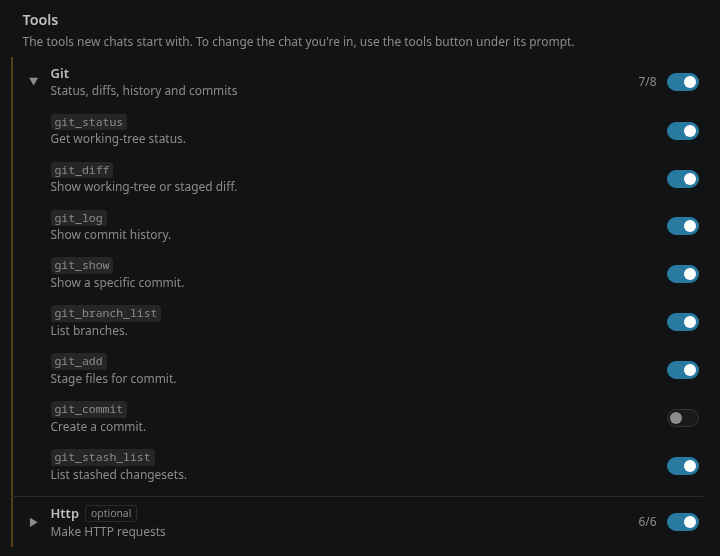 Tools
The tools new chats start with. To change the chat you're in, use the tools button under its prompt.
Git
7/8
Status, diffs, history and commits
git_status
Get working-tree status.
git_diff
Show working-tree or staged diff.
git_log
Show commit history.
git_show
Show a specific commit.
git_branch_list
List branches.
git_add
Stage files for commit.
git_commit
Create a commit.
git_stash_list
List stashed changesets.
Http optional
6/6
Make HTTP requests